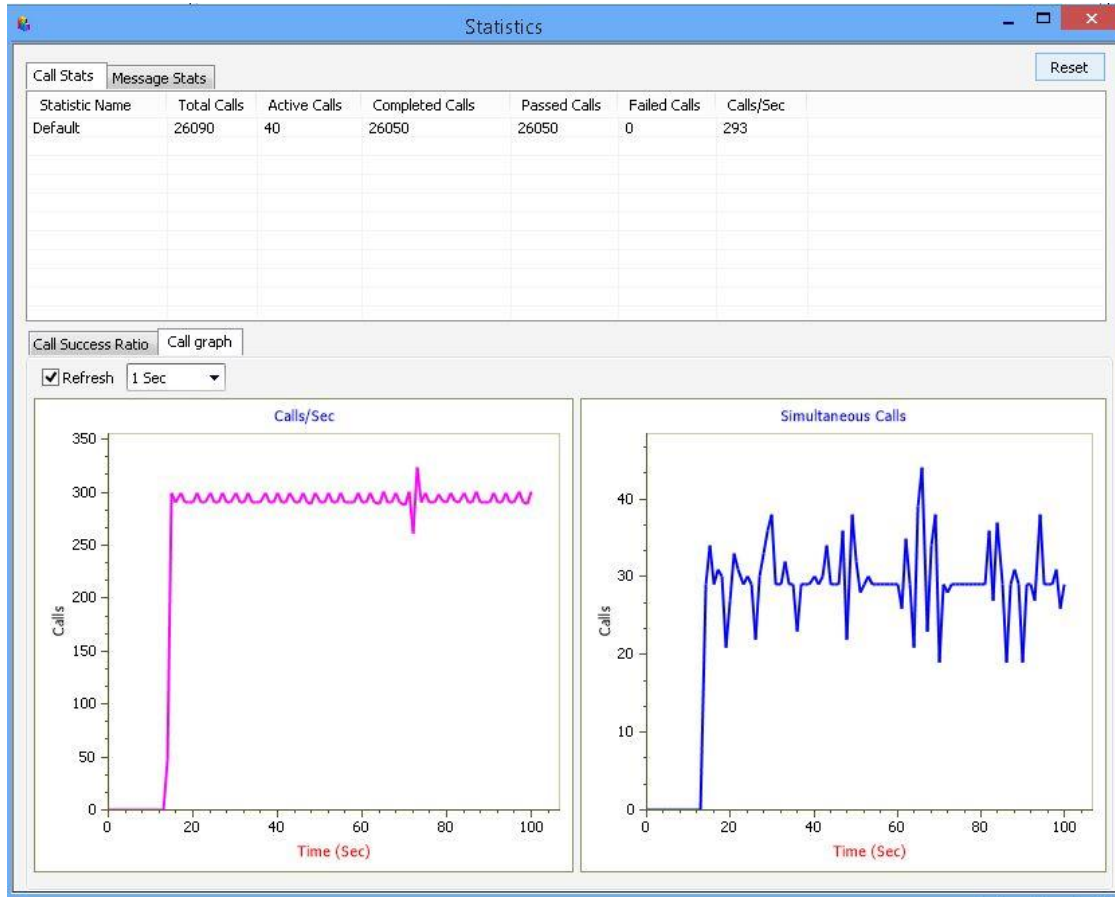 Statistics
Reset
Call Stats Message Stats
Statistic Name Total Calls Active Calls Completed Calls Passed Calls Failed Calls Calls/Sec
Default 26090 40 26050 26050 0 293
Call Success Ratio Call graph
Refresh 1 Sec
Calls/Sec
350
300
250
200
150
100
50
0
Calls
0 20 40 60 80 100
Time (Sec)
Simultaneous Calls
40
30
20
10
0
Calls
0 20 40 60 80 100
Time (Sec)